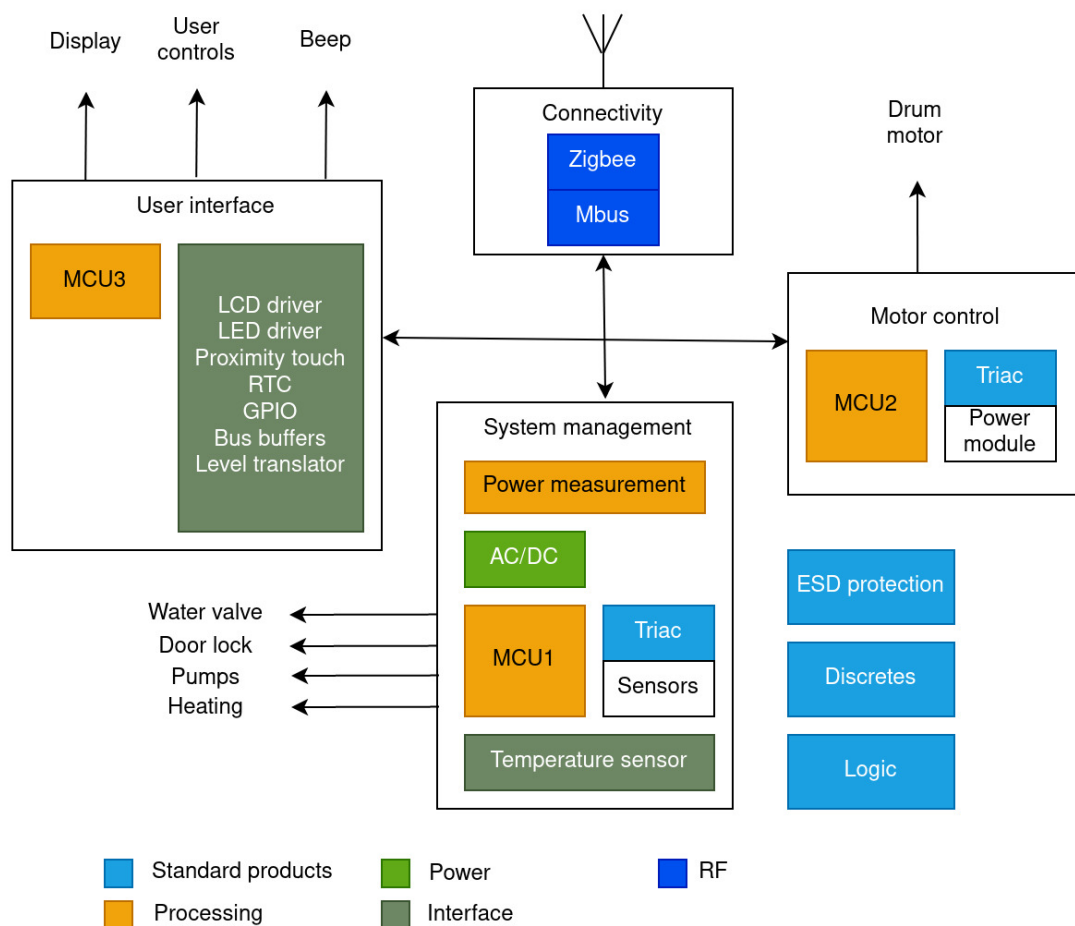 Display
User
controls
Beep
Connectivity
Zigbee
Mbus
Drum
motor
User interface
MCU3
LCD driver
LED driver
Proximity touch
RTC
GPIO
Bus buffers
Level translator
Motor control
MCU2
Triac
Power
module
System management
Power measurement
AC/DC
MCU1
Triac
Sensors
Temperature sensor
Water valve
Door lock
Pumps
Heating
ESD protection
Discretes
Logic
Standard products
Power
RF
Processing
Interface